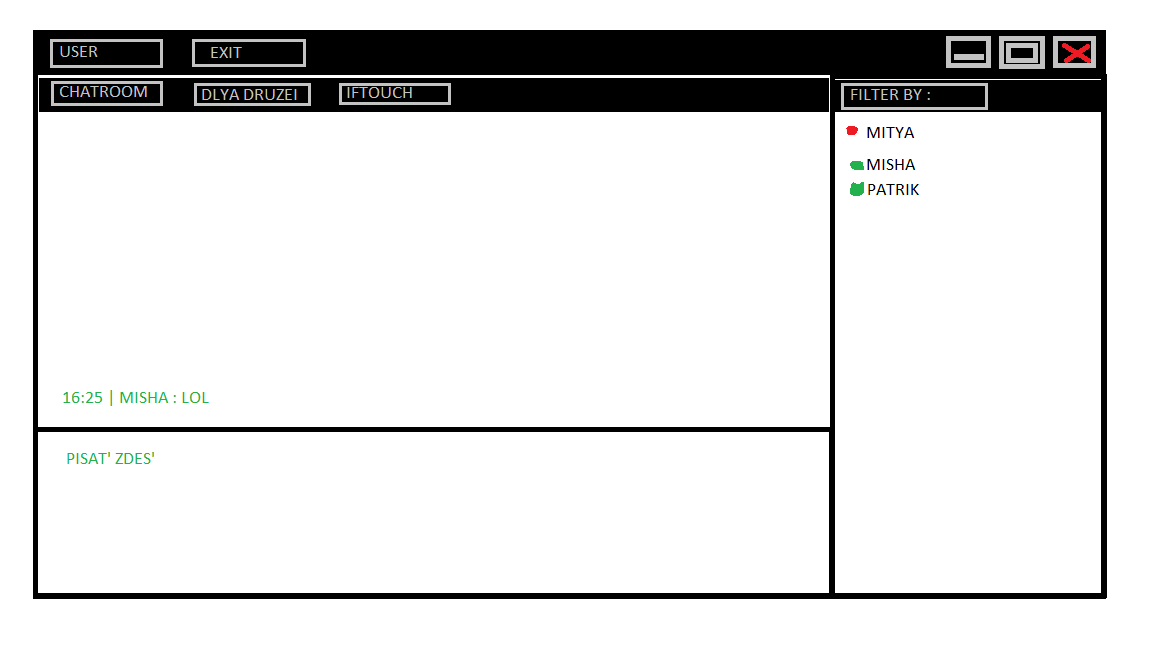 USER EXIT
CHATROOM DLYA DRUZEI IFTOUCH FILTER BY :
MITYA
MISHA
PATRIK
16:25 | MISHA : LOL
PISAT' ZDES'